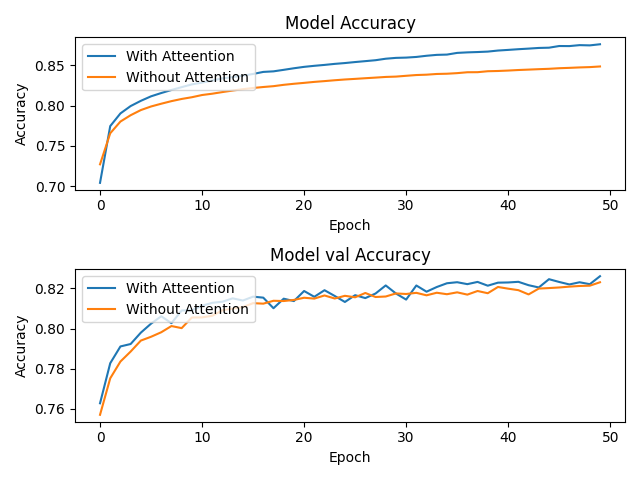 Model Accuracy
With Atteention
Without Attention
0.85
0.80
0.75
0.70
Accuracy
0 10 20 30 40 50
Epoch
Model val Accuracy
With Atteention
Without Attention
0.82
0.80
0.78
0.76
Accuracy
0 10 20 30 40 50
Epoch